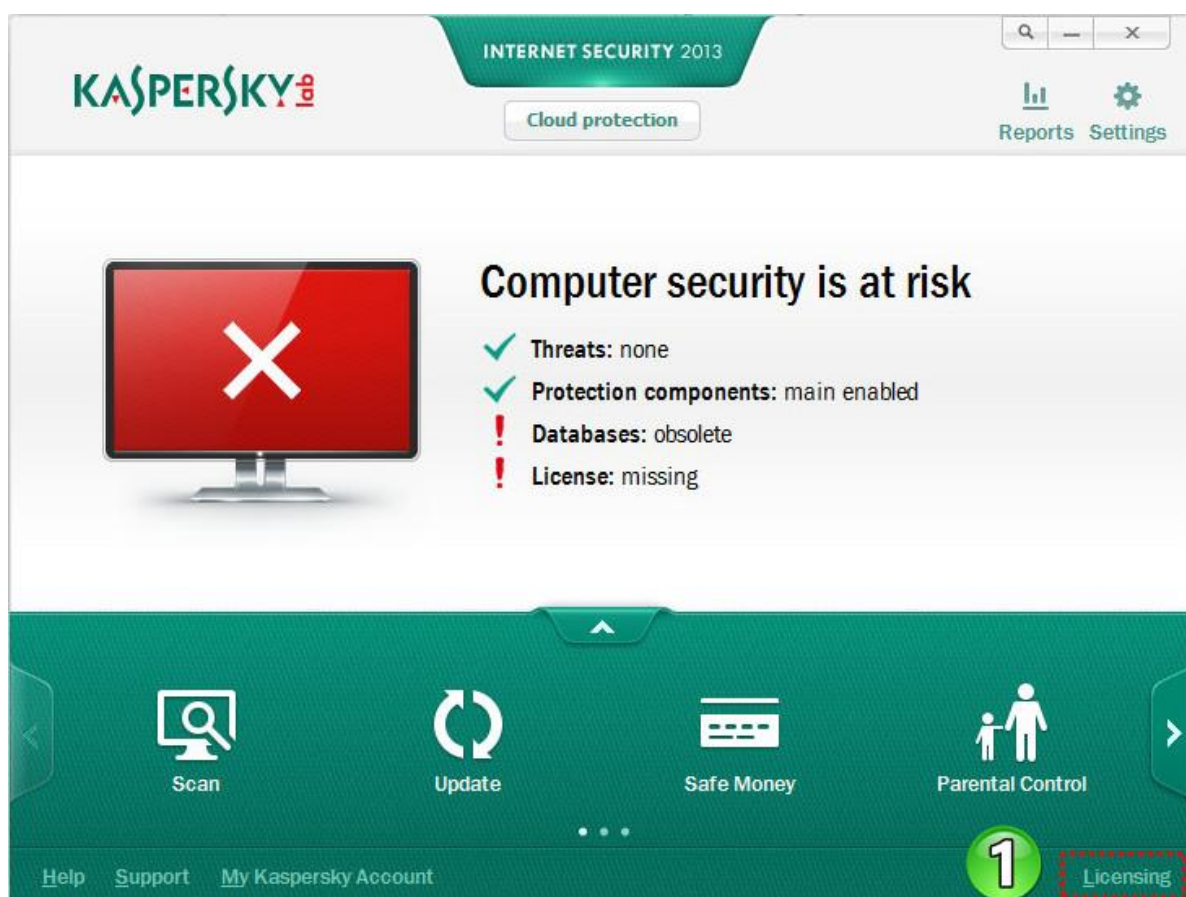 INTERNET SECURITY 2013
KASPERSKY lab
Cloud protection
Reports Settings
Computer security is at risk
Threats: none
Protection components: main enabled
Databases: obsolete
License: missing
Scan Update Safe Money Parental Control
Help Support My Kaspersky Account 1 Licensing